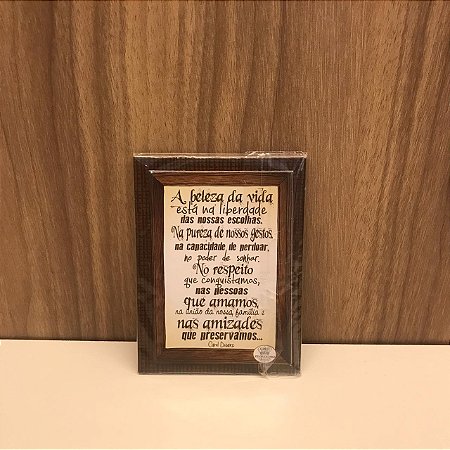 A beleza da vida
está na liberdade
das nossas escolhas.
Na pureza de nossos gestos,
na capacidade de perdoar,
no poder de sonhar.
No respeito
que conquistamos,
nas pessoas
que amamos,
na união da nossa família e
nas amizades
que preservamos...